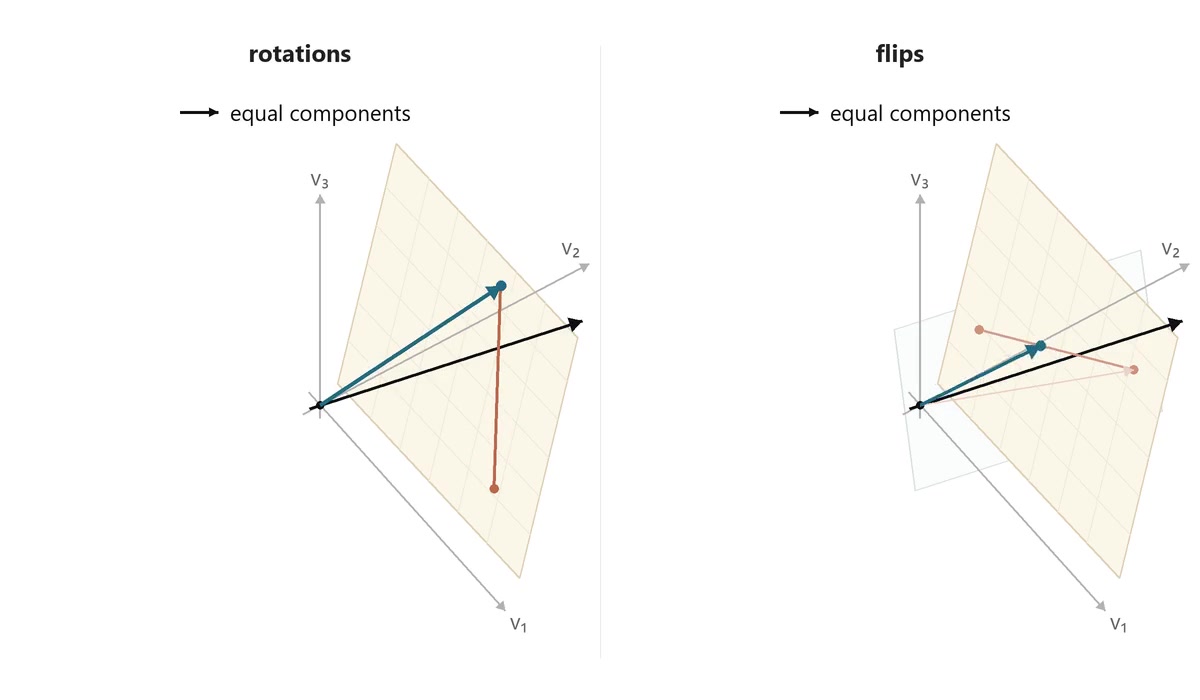 rotations
equal components
V₃
V₂
V₁
flips
equal components
V₃
V₂
V₁